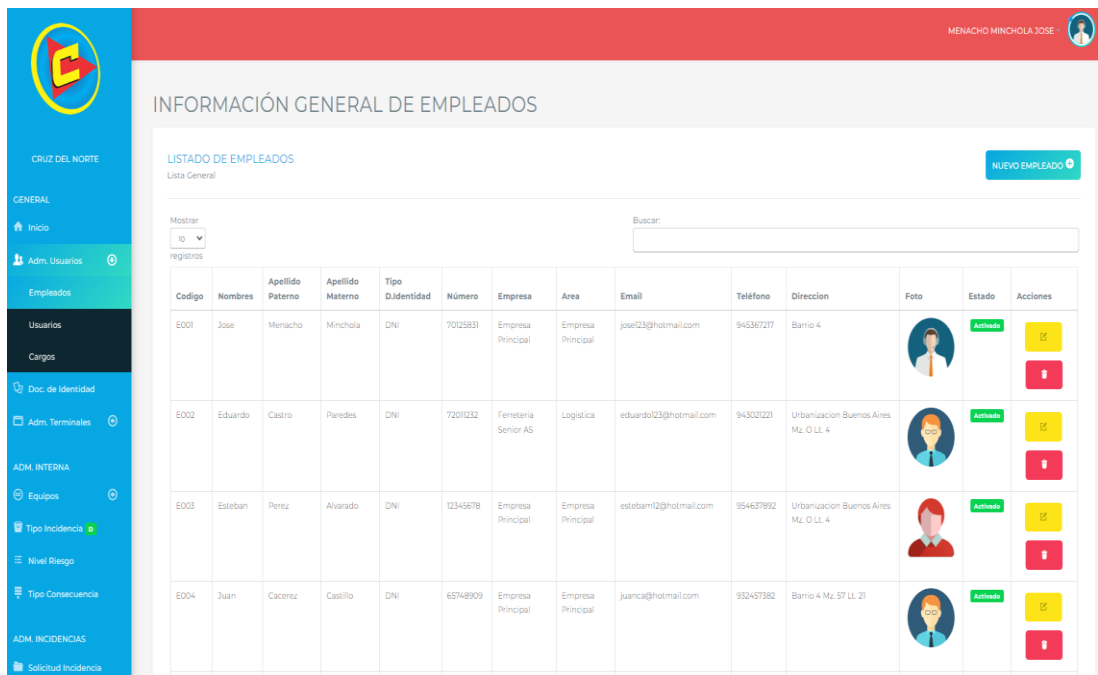 MENACHO MINCHOLA JOSE
C
CRUZ DEL NORTE
GENERAL
Inicio
Adm. Usuarios
Empleados
Usuarios
Cargos
Doc. de Identidad
Adm. Terminales
ADM. INTERNA
Equipos
Tipo Incidencia D
Nivel Riesgo
Tipo Consecuencia
ADM. INCIDENCIAS
Solicitud Incidencia
INFORMACIÓN GENERAL DE EMPLEADOS
LISTADO DE EMPLEADOS
Lista General
NUEVO EMPLEADO
Mostrar
10
registros
Buscar:
Codigo Nombres Apellido Paterno Apellido Materno Tipo D.Identidad Número Empresa Area Email Teléfono Direccion Foto Estado Acciones
E001 Jose Menacho Minchola DNI 70125831 Empresa Principal Empresa Principal jose123@hotmail.com 945367217 Barrio 4 Activado
E002 Eduardo Castro Paredes DNI 72011232 Ferreteria Senior AS Logistica eduardo123@hotmail.com 943021221 Urbanizacion Buenos Aires Mz. O Lt. 4 Activado
E003 Esteban Perez Alvarado DNI 12345678 Empresa Principal Empresa Principal estebam12@hotmail.com 954637892 Urbanizacion Buenos Aires Mz. O Lt. 4 Activado
E004 Juan Cacerez Castillo DNI 65748909 Empresa Principal Empresa Principal juanca@hotmail.com 932457382 Barrio 4 Mz. 57 Lt. 21 Activado